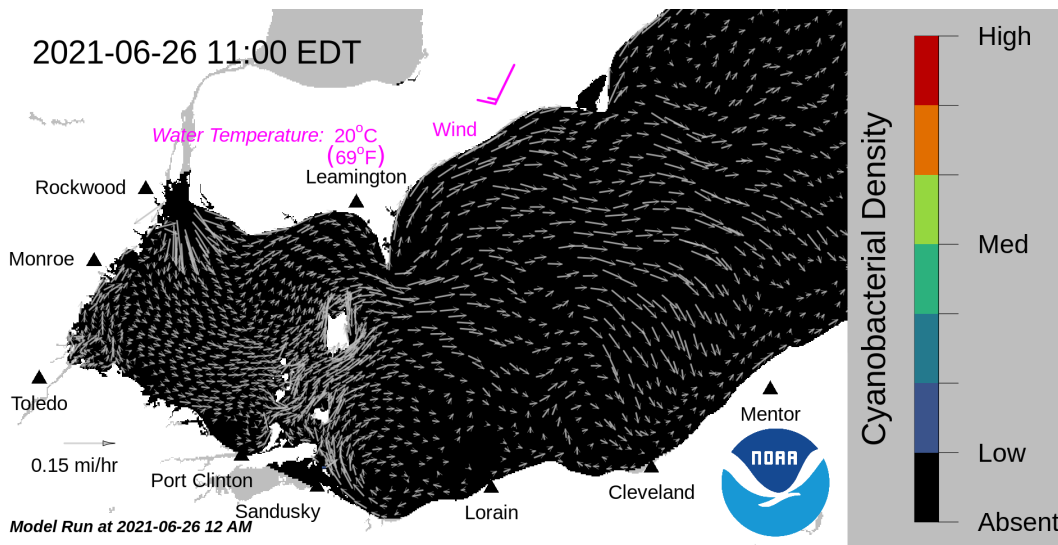 2021-06-26 11:00 EDT
Water Temperature: 20°C
(69°F)
Wind
Leamington
Rockwood
Monroe
Toledo
0.15 mi/hr
Port Clinton
Sandusky
Lorain
Cleveland
Mentor
NOAA
Model Run at 2021-06-26 12 AM
Cyanobacterial Density
High
Med
Low
Absent